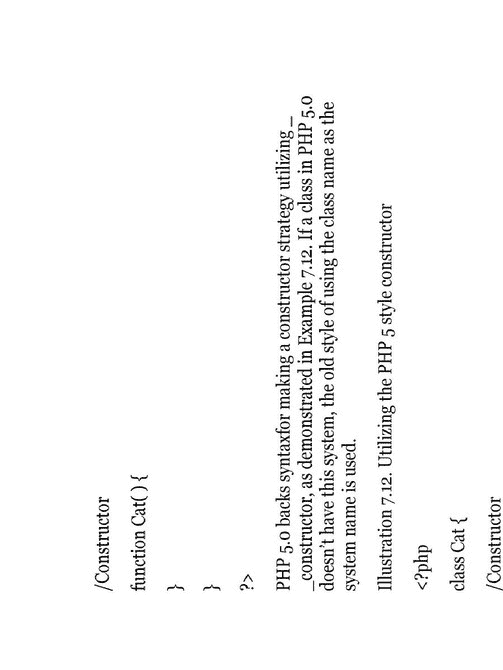 /Constructor
function Cat( ) {
}
}
?>
PHP 5.0 backs syntaxfor making a constructor strategy utilizing _
_constructor, as demonstrated in Example 7.12. If a class in PHP 5.0
doesn't have this system, the old style of using the class name as the
system name is used.
Illustration 7.12. Utilizing the PHP 5 style constructor
<?php
class Cat {
/Constructor